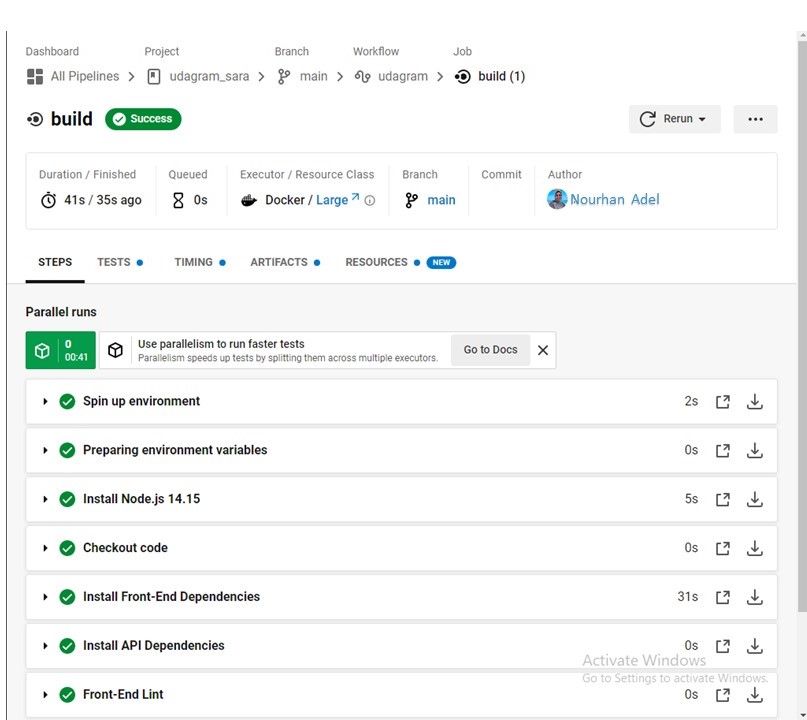 Dashboard Project Branch Workflow Job
All Pipelines udagram_sara main udagram build (1)
build Success Rerun
Duration / Finished Queued Executor / Resource Class Branch Commit Author
41s / 35s ago 0s Docker / Large main Nourhan Adel
STEPS TESTS TIMING ARTIFACTS RESOURCES NEW
Parallel runs
0
00:41
Use parallelism to run faster tests
Parallelism speeds up tests by splitting them across multiple executors.
Go to Docs
Spin up environment 2s
Preparing environment variables 0s
Install Node.js 14.15 5s
Checkout code 0s
Install Front-End Dependencies 31s
Install API Dependencies 0s
Activate Windows
Go to Settings to activate Windows.
Front-End Lint 0s